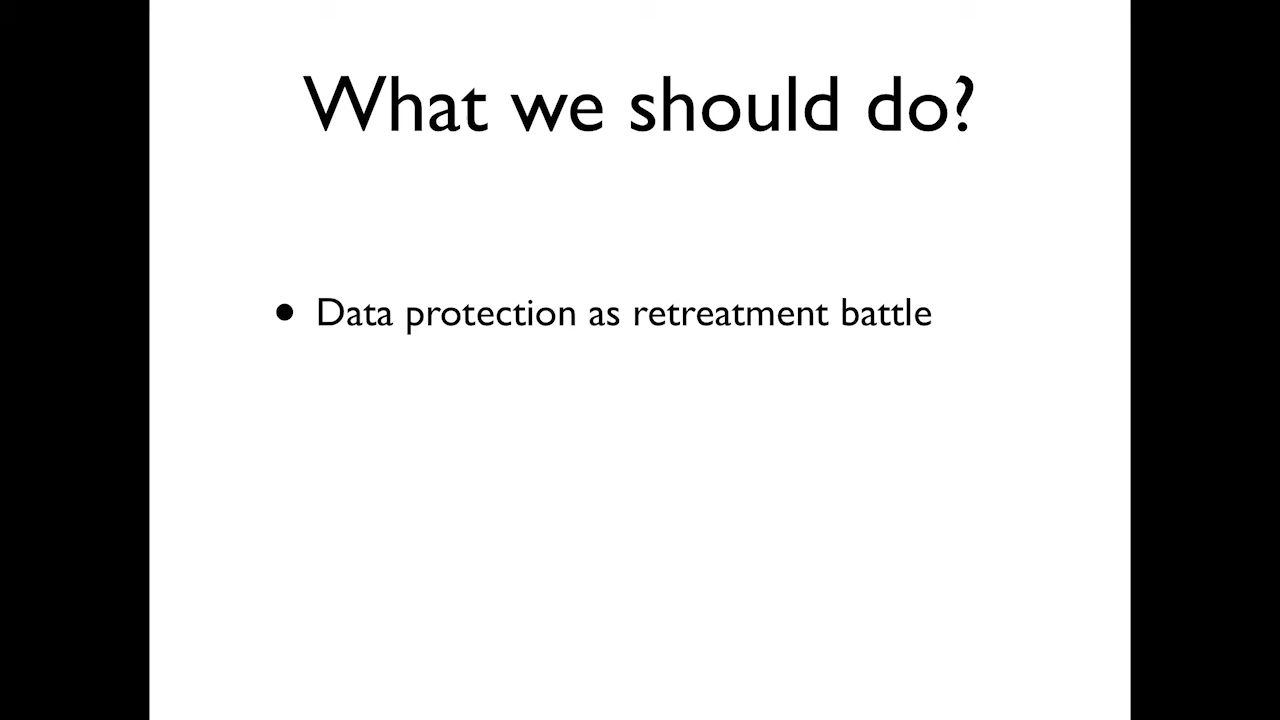 What we should do?
• Data protection as retreatment battle